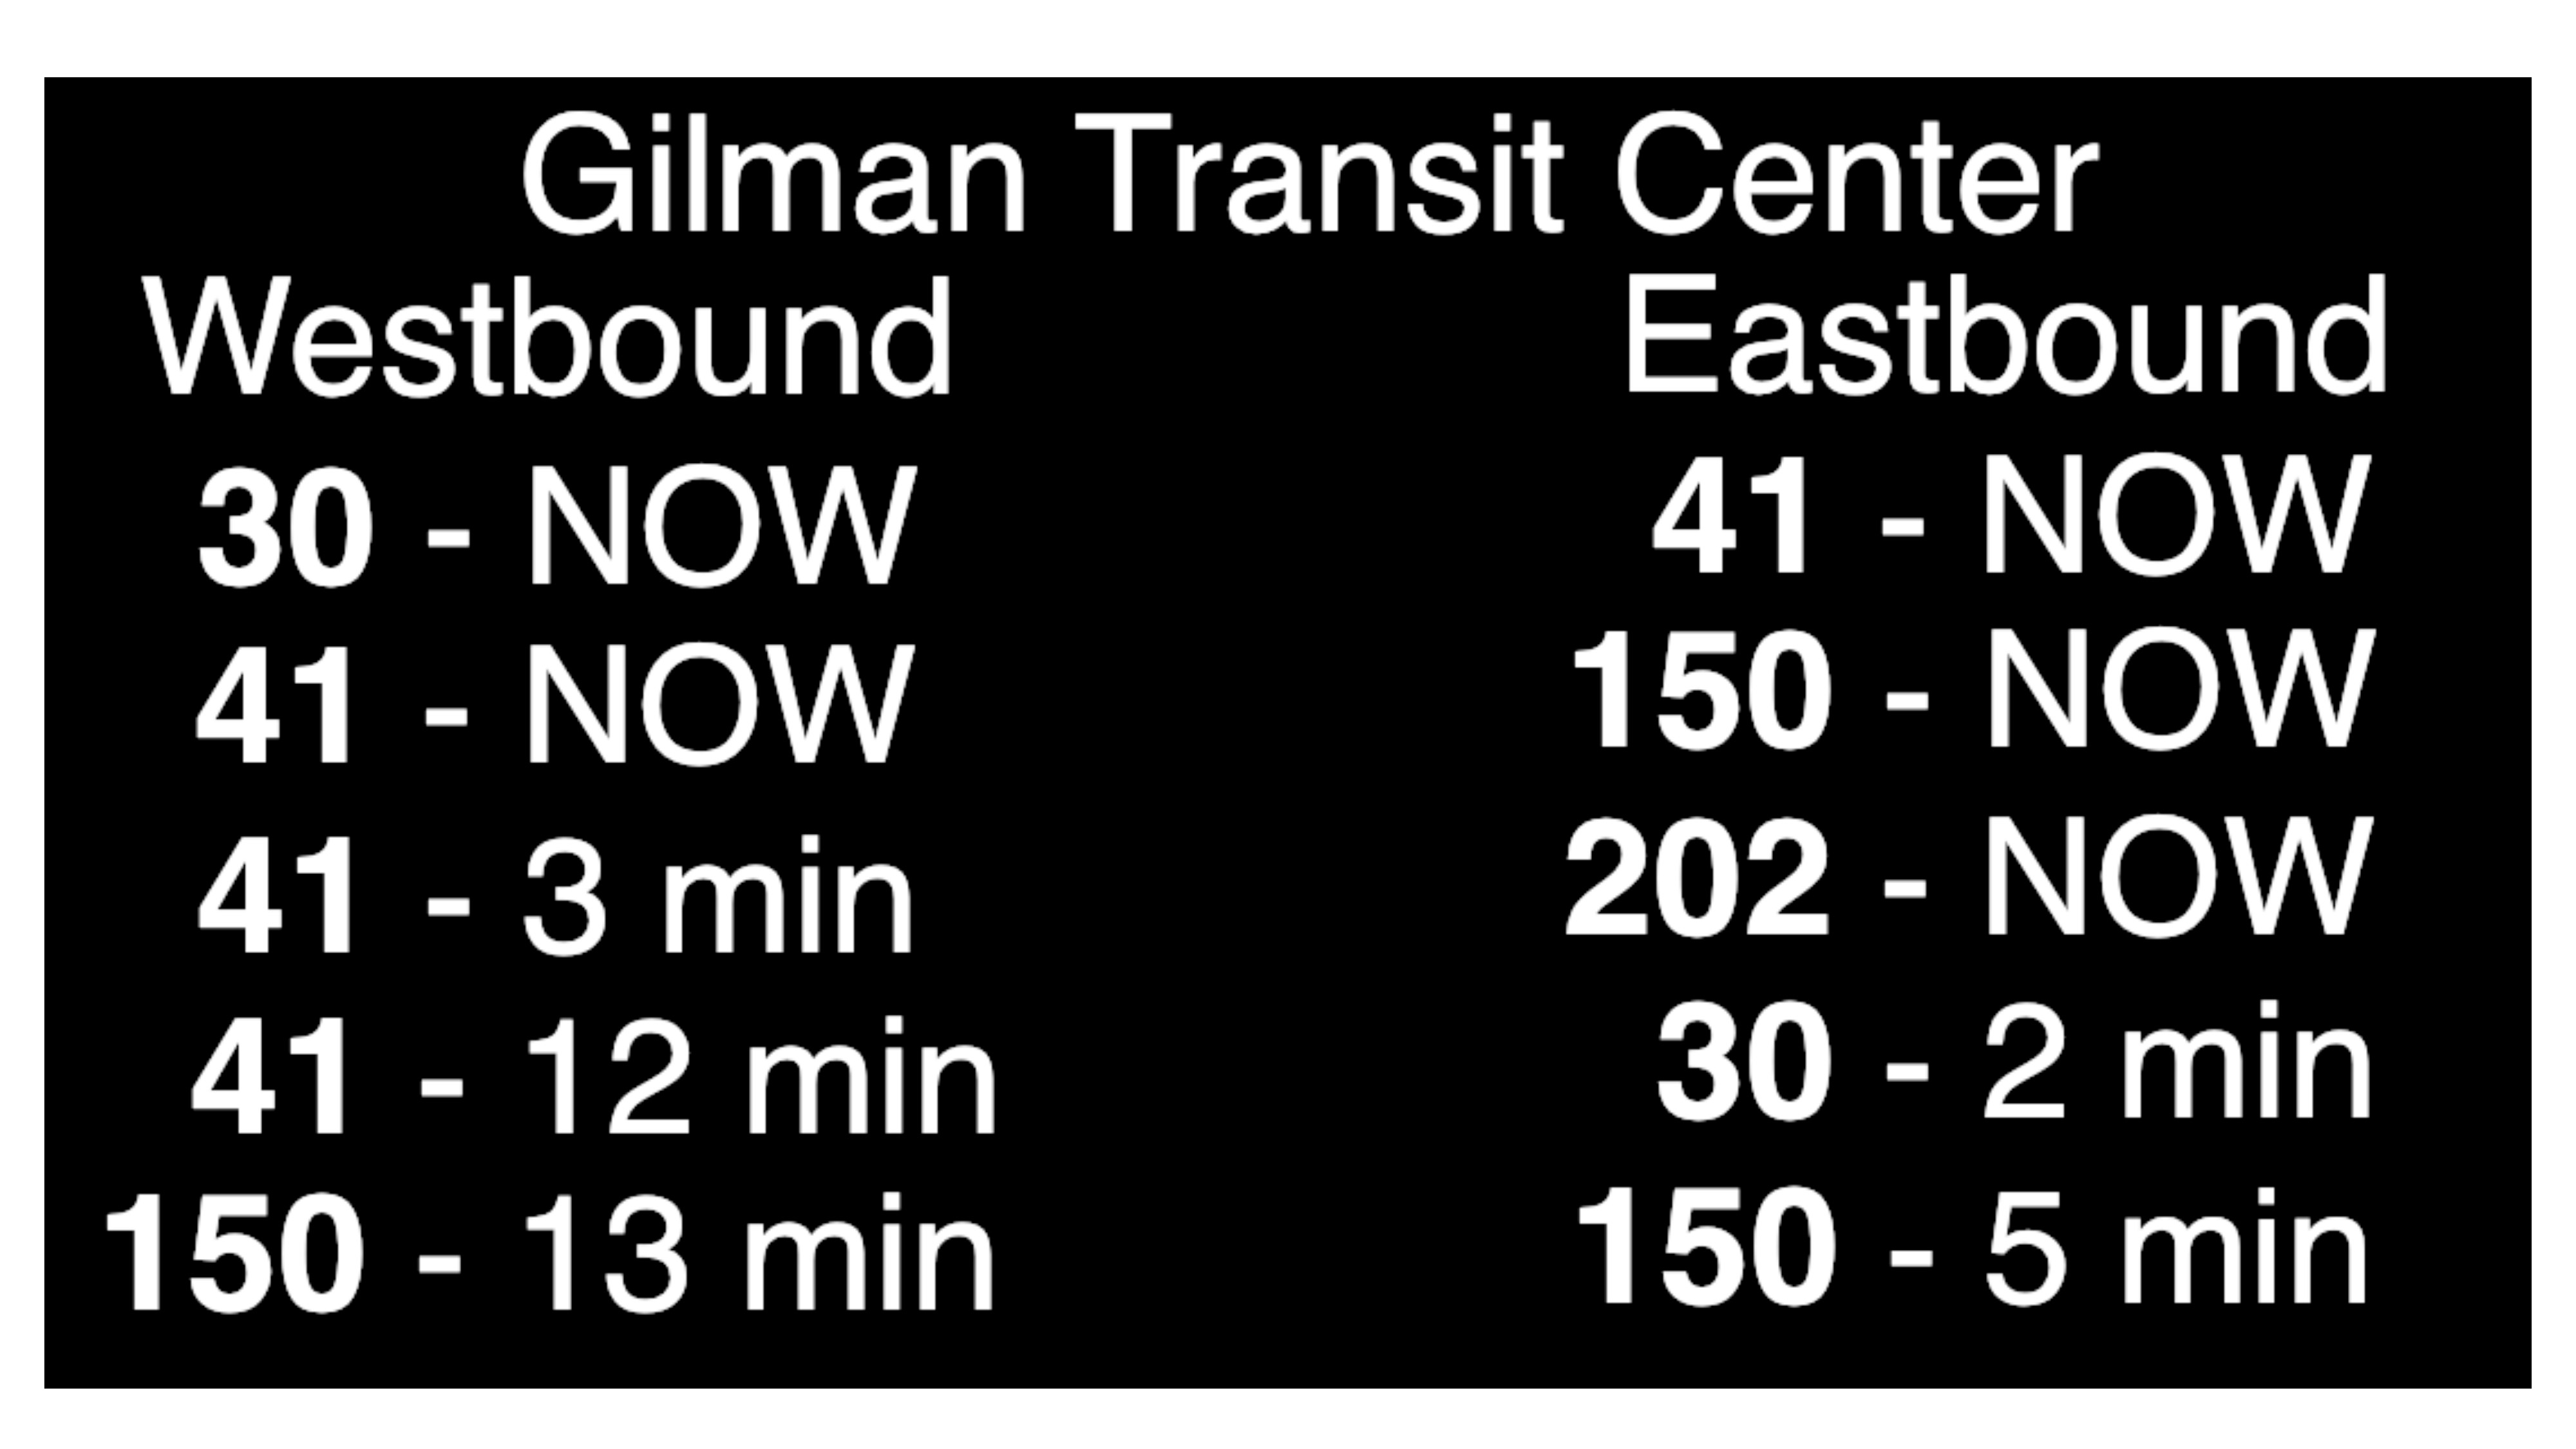 Gilman Transit Center
Westbound
30 - NOW
41 - NOW
41 - 3 min
41 - 12 min
150 - 13 min
Eastbound
41 - NOW
150 - NOW
202 - NOW
30 - 2 min
150 - 5 min